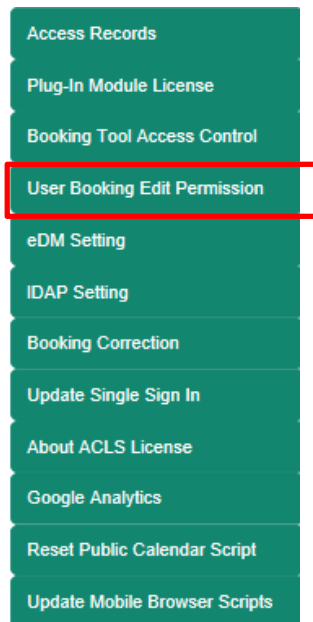 Access Records
Plug-In Module License
Booking Tool Access Control
User Booking Edit Permission
eDM Setting
IDAP Setting
Booking Correction
Update Single Sign In
About ACLS License
Google Analytics
Reset Public Calendar Script
Update Mobile Browser Scripts